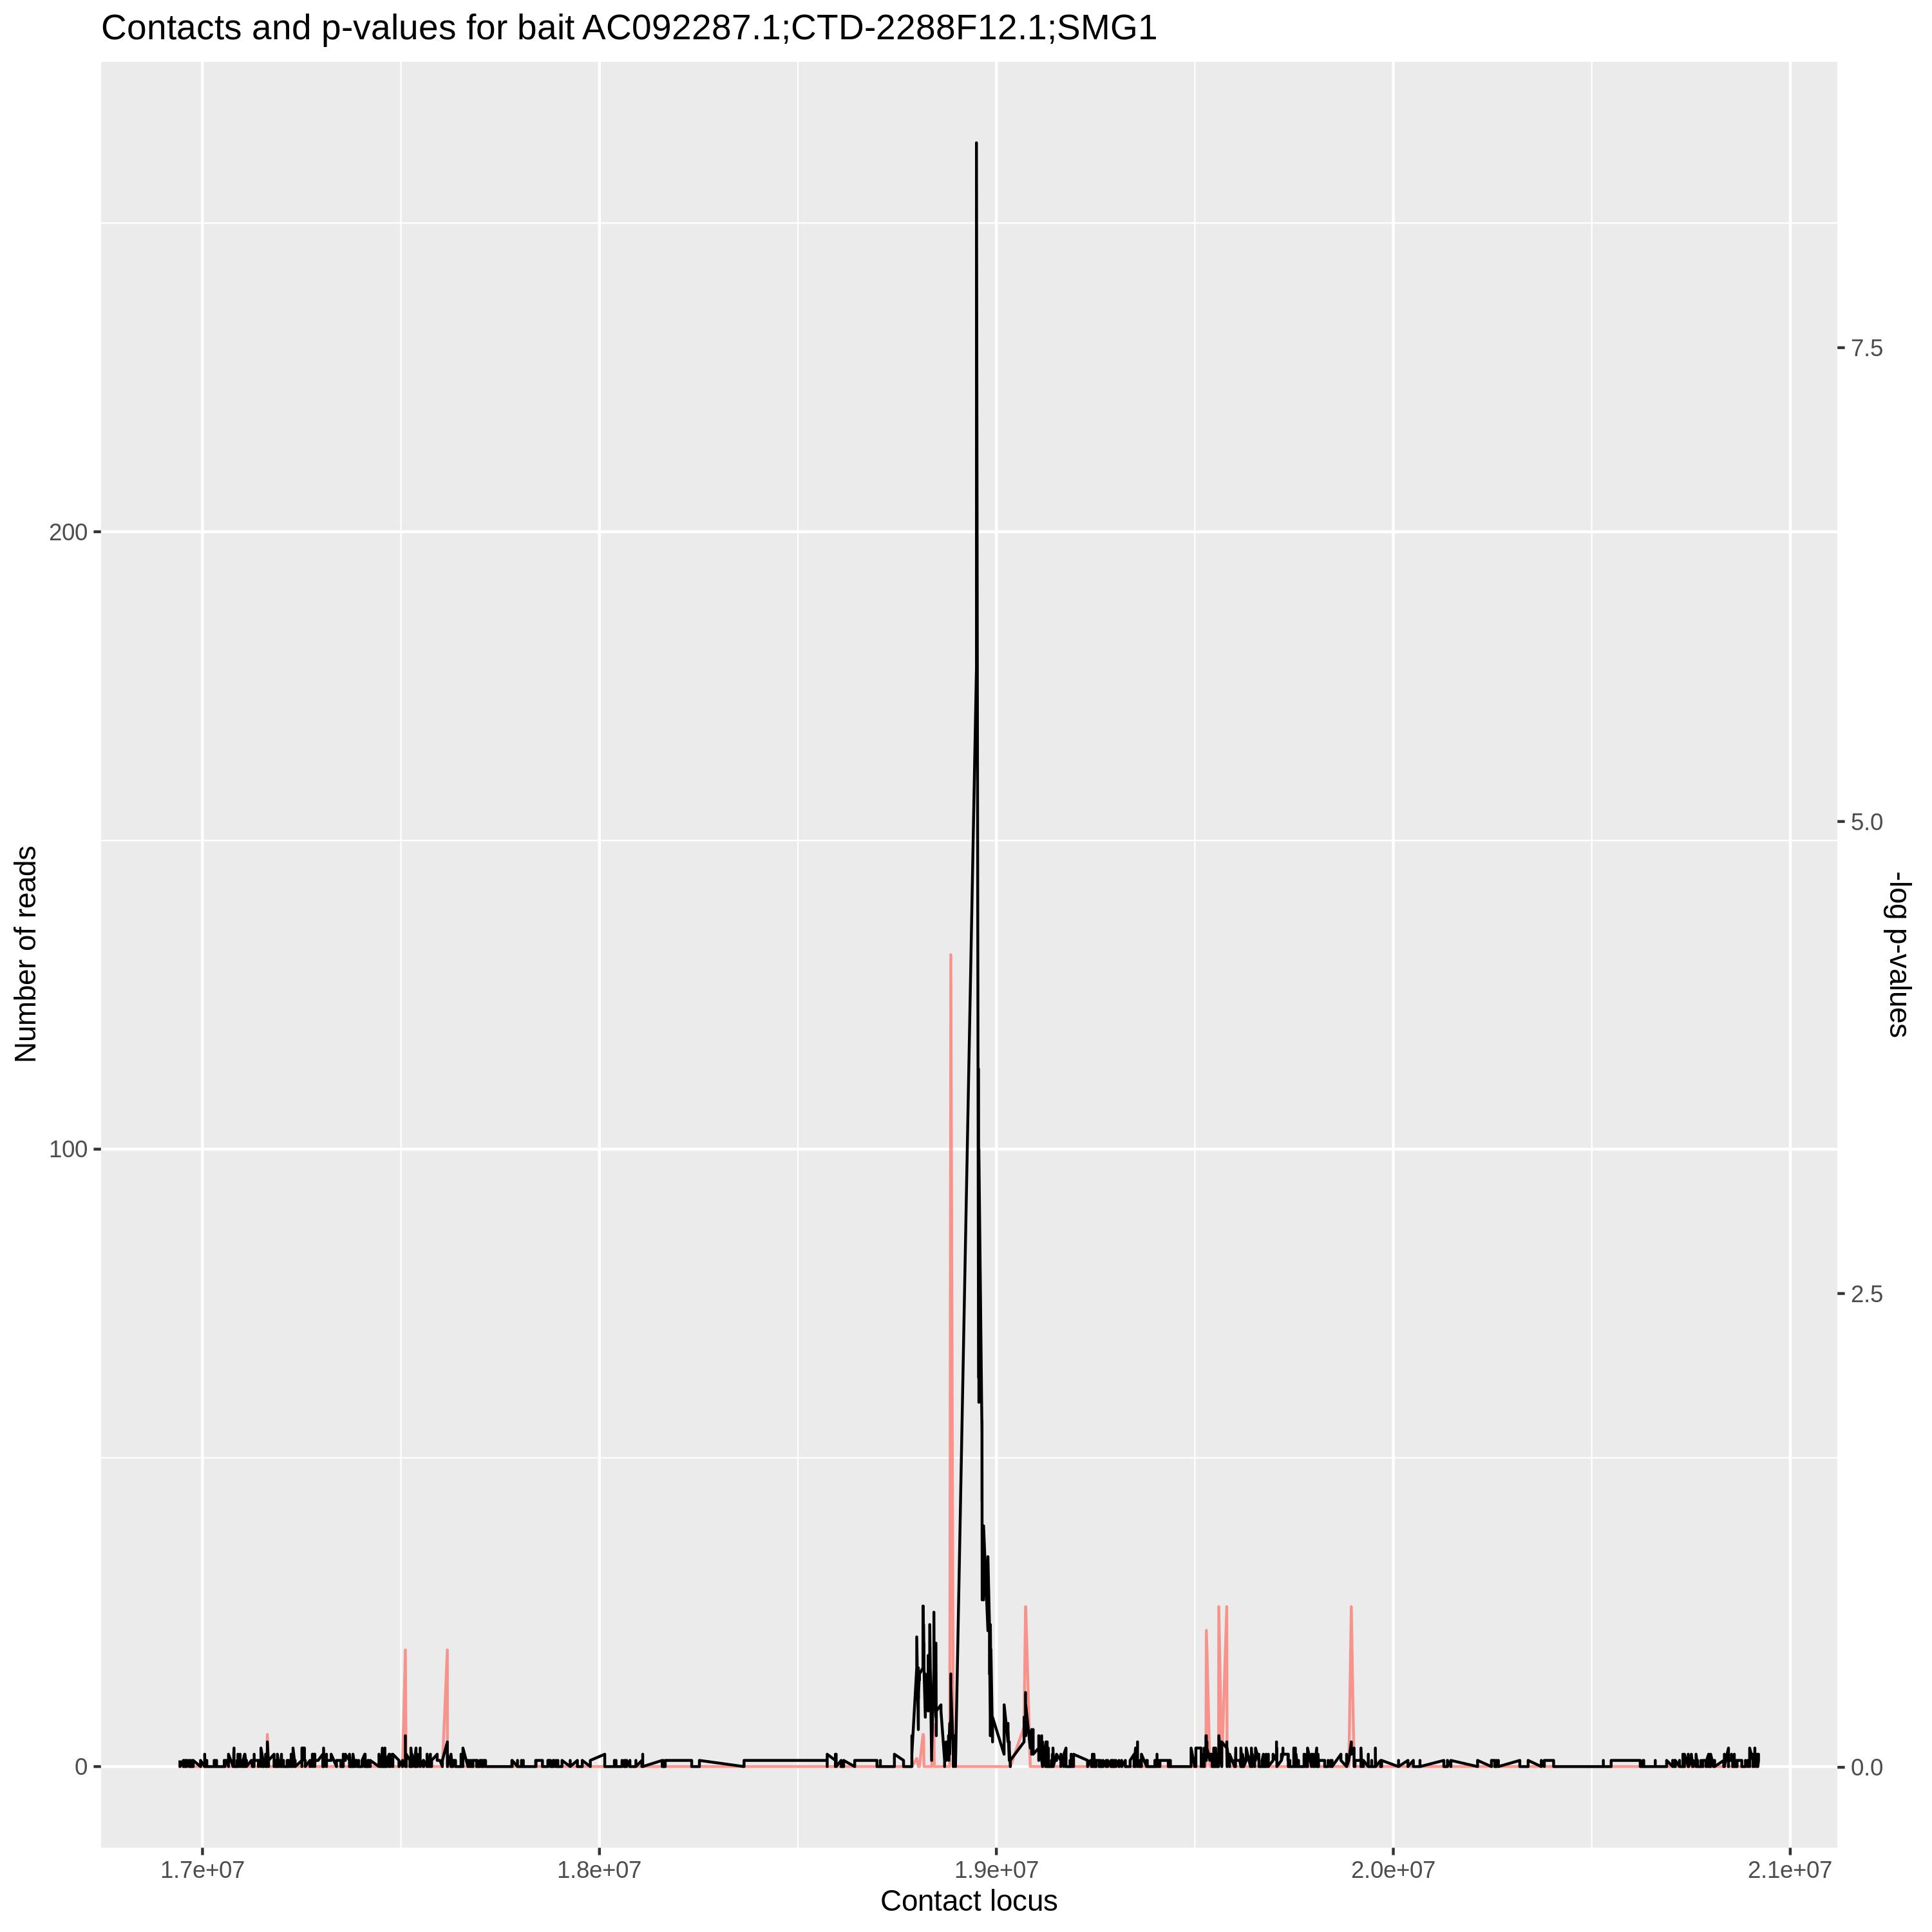 Contacts and p-values for bait AC092287.1;CTD-2288F12.1;SMG1
Number of reads
200
100
0
7.5
5.0
2.5
0.0
-log p-values
1.7e+07
1.8e+07
1.9e+07
2.0e+07
2.1e+07
Contact locus